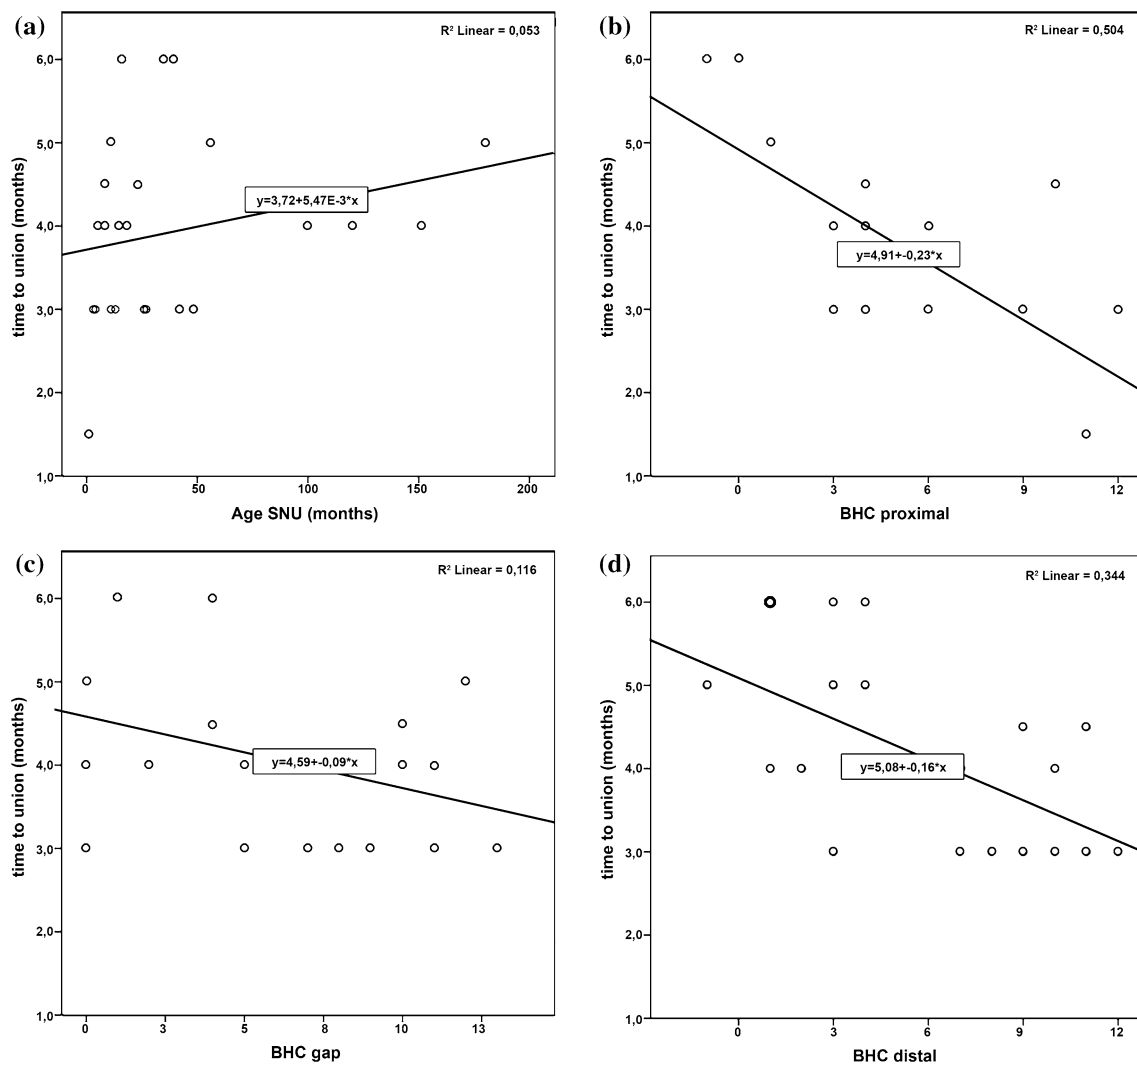 (a)
R² Linear = 0,053
time to union (months)
6,0
5,0
4,0
3,0
2,0
1,0
y=3,72+5,47E-3*x
0 50 100 150 200
Age SNU (months)
(b)
R² Linear = 0,504
time to union (months)
6,0
5,0
4,0
3,0
2,0
1,0
y=4,91+-0,23*x
0 3 6 9 12
BHC proximal
(c)
R² Linear = 0,116
time to union (months)
6,0
5,0
4,0
3,0
2,0
1,0
y=4,59+-0,09*x
0 3 5 8 10 13
BHC gap
(d)
R² Linear = 0,344
time to union (months)
6,0
5,0
4,0
3,0
2,0
1,0
y=5,08+-0,16*x
0 3 6 9 12
BHC distal